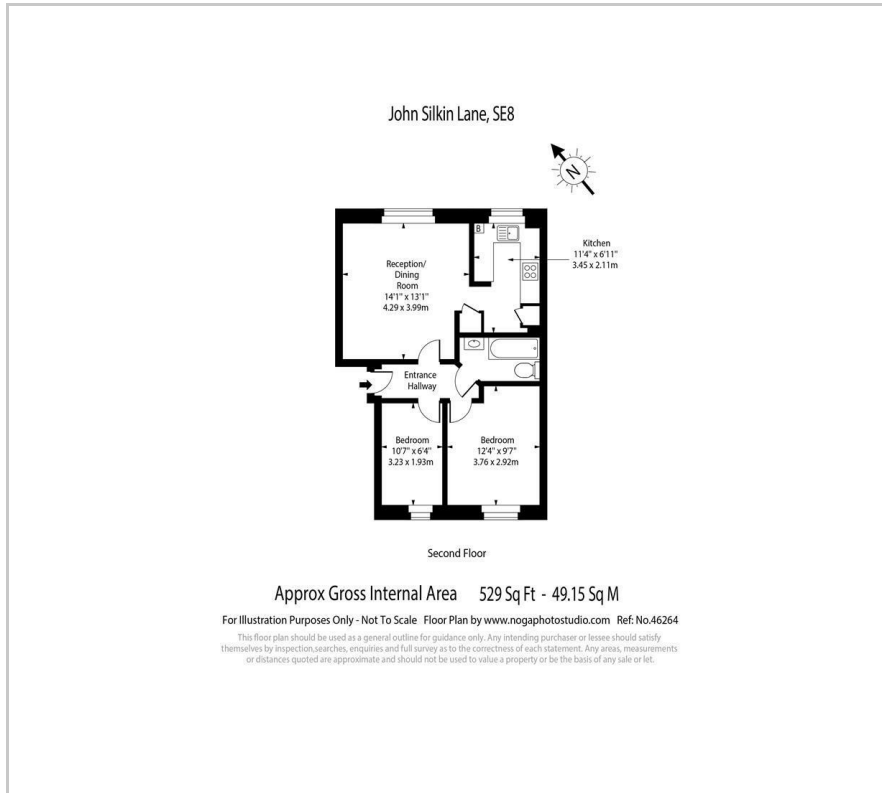 John Silkin Lane, SE8
N
B
Kitchen
11'4" x 6'11"
3.45 x 2.11m
Reception/
Dining
Room
14'1" x 13'1"
4.29 x 3.99m
Entrance
Hallway
Bedroom
10'7" x 6'4"
3.23 x 1.93m
Bedroom
12'4" x 9'7"
3.76 x 2.92m
Second Floor
Approx Gross Internal Area 529 Sq Ft - 49.15 Sq M
For Illustration Purposes Only - Not To Scale Floor Plan by www.nogaphotostudio.com Ref: No.46264
This floor plan should be used as a general outline for guidance only. Any intending purchaser or lessee should satisfy
themselves by inspection,searches, enquiries and full survey as to the correctness of each statement. Any areas, measurements
or distances quoted are approximate and should not be used to value a property or be the basis of any sale or let.